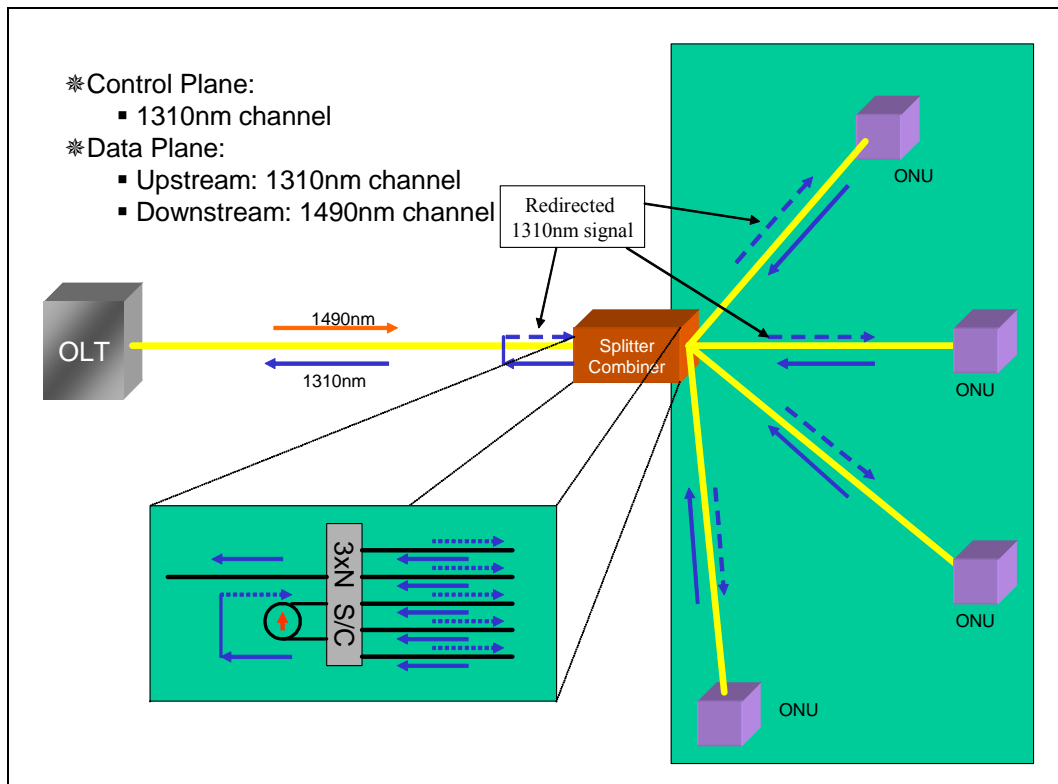 ✵Control Plane:
▪ 1310nm channel
✵Data Plane:
▪ Upstream: 1310nm channel
▪ Downstream: 1490nm channel
Redirected
1310nm signal
ONU
OLT
1490nm
1310nm
Splitter
Combiner
ONU
3xN S/C
ONU
ONU